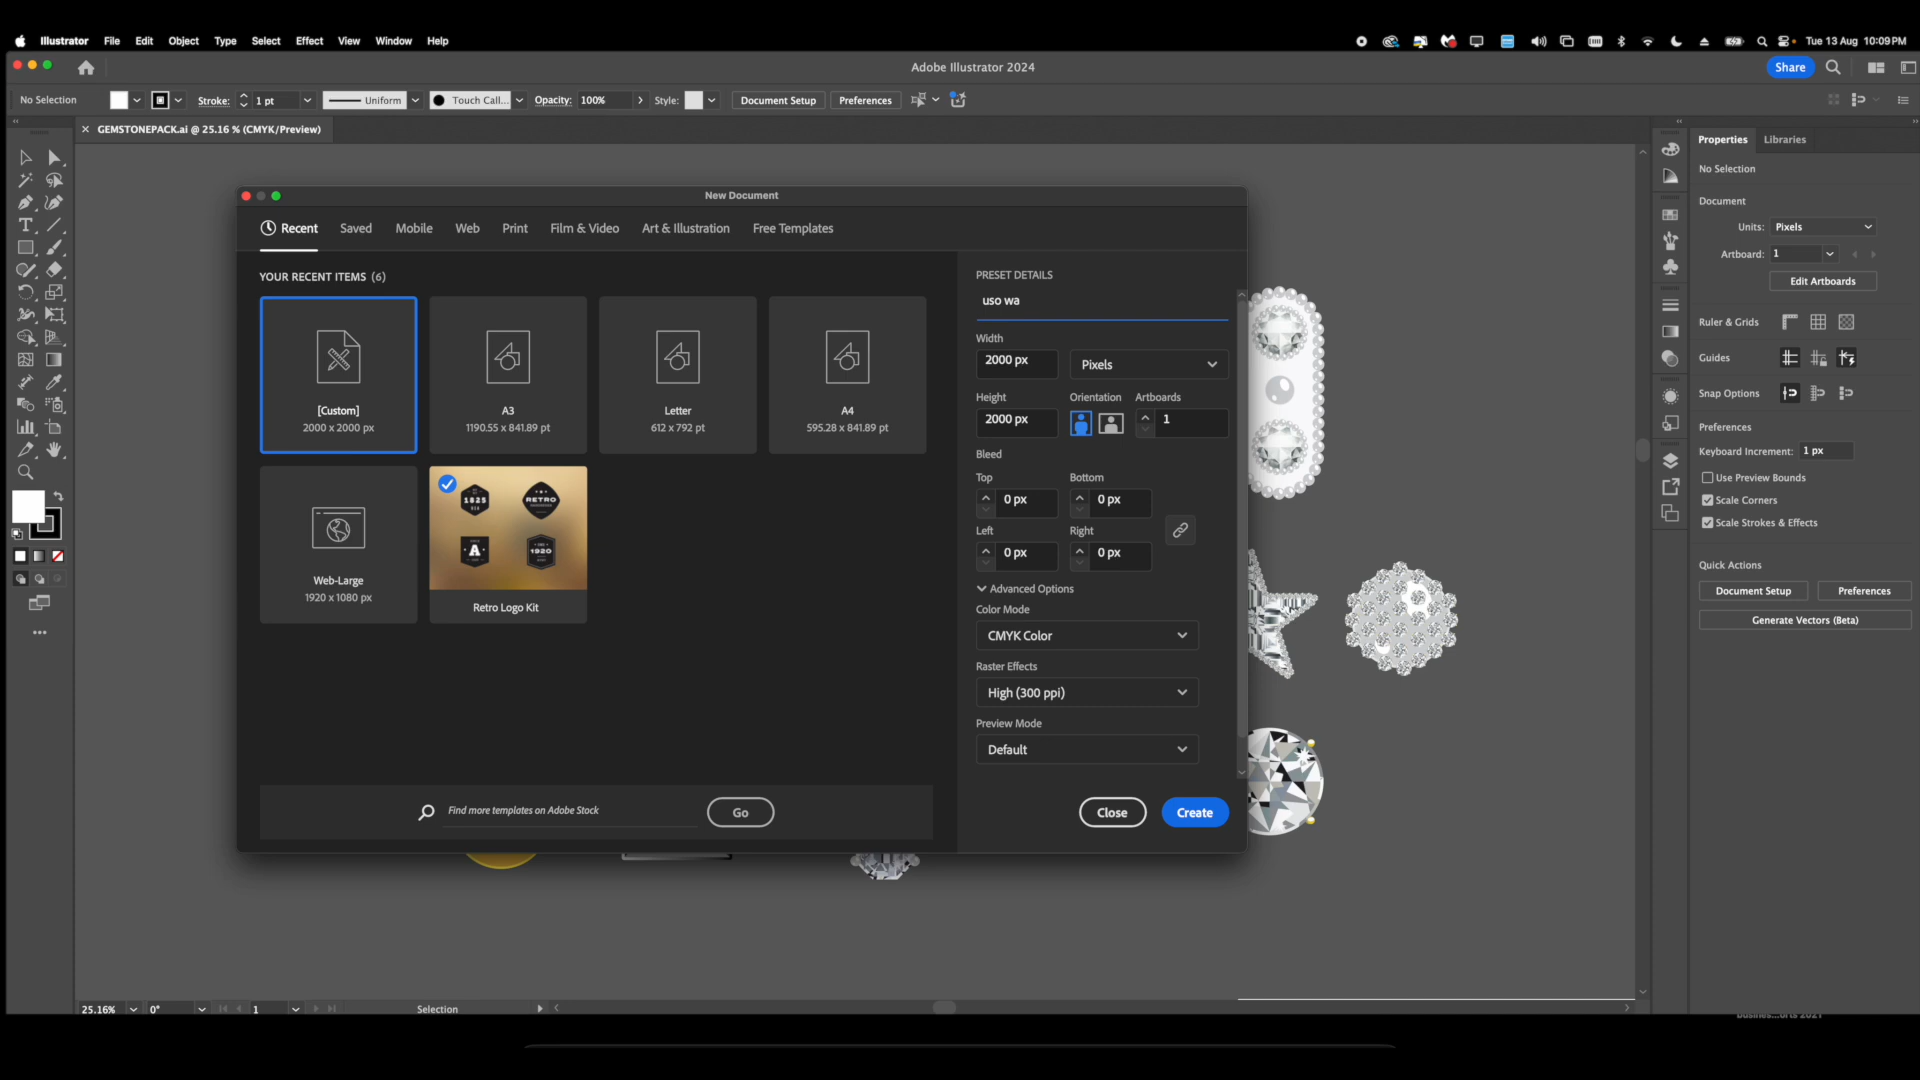 Illustrator File Edit Object Type Select Effect View Window Help
Tue 13 Aug 10:09PM
Adobe Illustrator 2024
Share
No Selection
Stroke: 1 pt
Uniform
Touch Call...
Opacity: 100%
Style:
Document Setup
Preferences
× GEMSTONEPACK.ai @ 25.16 % (CMYK/Preview)
New Document
Recent Saved Mobile Web Print Film & Video Art & Illustration Free Templates
YOUR RECENT ITEMS (6)
[Custom]
2000 x 2000 px
A3
1190.55 x 841.89 pt
Letter
612 x 792 pt
A4
595.28 x 841.89 pt
Web-Large
1920 x 1080 px
1825
RETRO
A
1920
Retro Logo Kit
Find more templates on Adobe Stock
Go
PRESET DETAILS
uso wa
Width
2000 px
Pixels
Height Orientation Artboards
2000 px
1
Bleed
Top Bottom
0 px 0 px
Left Right
0 px 0 px
Advanced Options
Color Mode
CMYK Color
Raster Effects
High (300 ppi)
Preview Mode
Default
Close
Create
Properties Libraries
No Selection
Document
Units: Pixels
Artboard: 1
Edit Artboards
Ruler & Grids
Guides
Snap Options
Preferences
Keyboard Increment: 1 px
Use Preview Bounds
Scale Corners
Scale Strokes & Effects
Quick Actions
Document Setup Preferences
Generate Vectors (Beta)
25.16% 0° 1 Selection